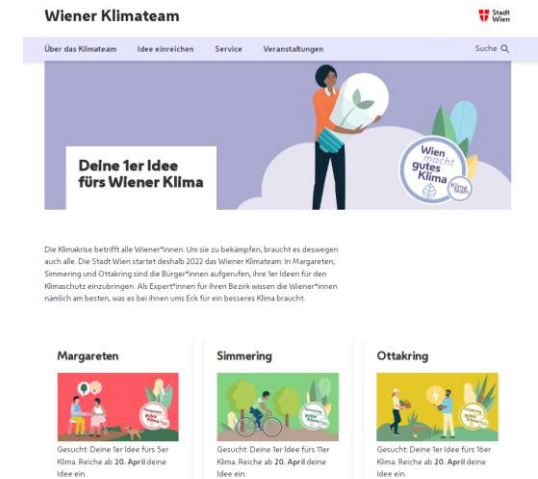 Wiener Klimateam
Stadt
Wien
Über das Klimateam Idee einreichen Service Veranstaltungen Suche
Deine 1er Idee
fürs Wiener Klima
Wien
macht
gutes
Klima
Klima
team
Die Klimakrise betrifft alle Wiener*innen. Um sie zu bekämpfen, braucht es deswegen
auch alle. Die Stadt Wien startet deshalb 2022 das Wiener Klimateam: In Margareten,
Simmering und Ottakring sind die Bürger*innen aufgerufen, ihre 1er Ideen für den
Klimaschutz einzubringen. Als Expert*innen für ihren Bezirk wissen die Wiener*innen
nämlich am besten, was es bei ihnen ums Eck für ein besseres Klima braucht.
Margareten
Gesucht: Deine 1er Idee fürs 5er
Klima. Reiche ab 20. April deine
Idee ein.
Simmering
Gesucht: Deine 1er Idee fürs 11er
Klima. Reiche ab 20. April deine
Idee ein.
Ottakring
Gesucht: Deine 1er Idee fürs 16er
Klima. Reiche ab 20. April deine
Idee ein.